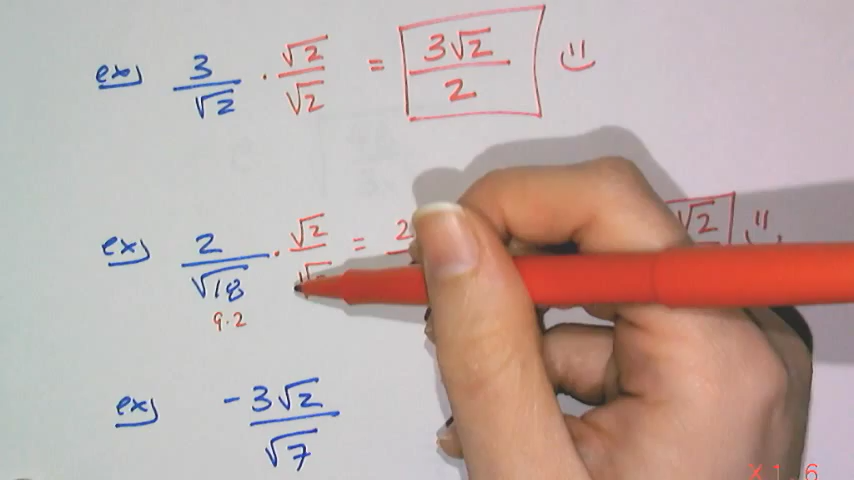 ex) 3/√2 · √2/√2 = 3√2/2
ex) 2/√18 · √2/√ = 2 √2
9·2
ex) -3√2/√7
X1.6